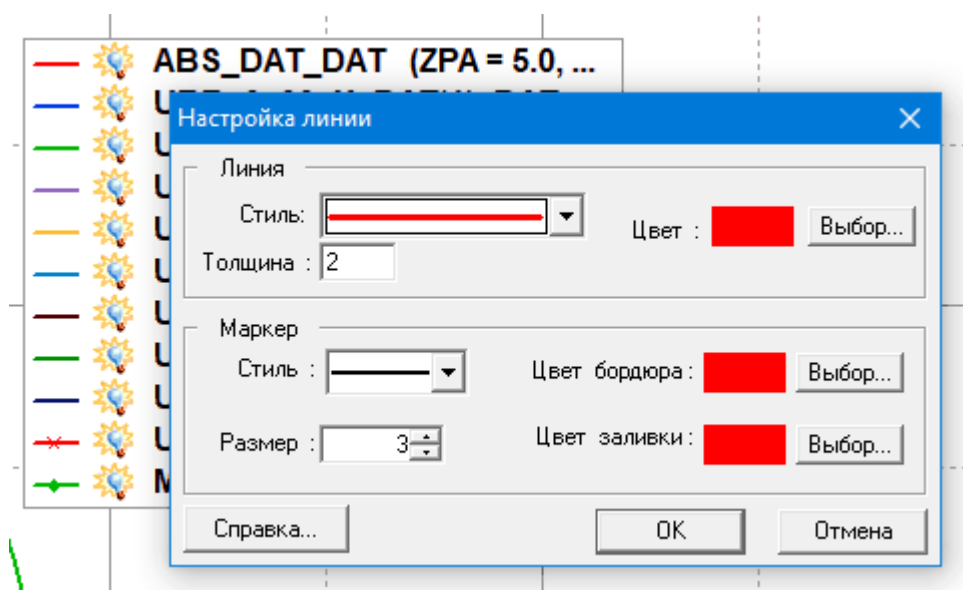 ABS_DAT_DAT (ZPA = 5.0, ...
Настройка линии
Линия
Стиль:
Цвет : Выбор...
Толщина : 2
Маркер
Стиль :
Цвет бордюра: Выбор...
Размер : 3
Цвет заливки: Выбор...
Справка... OK Отмена